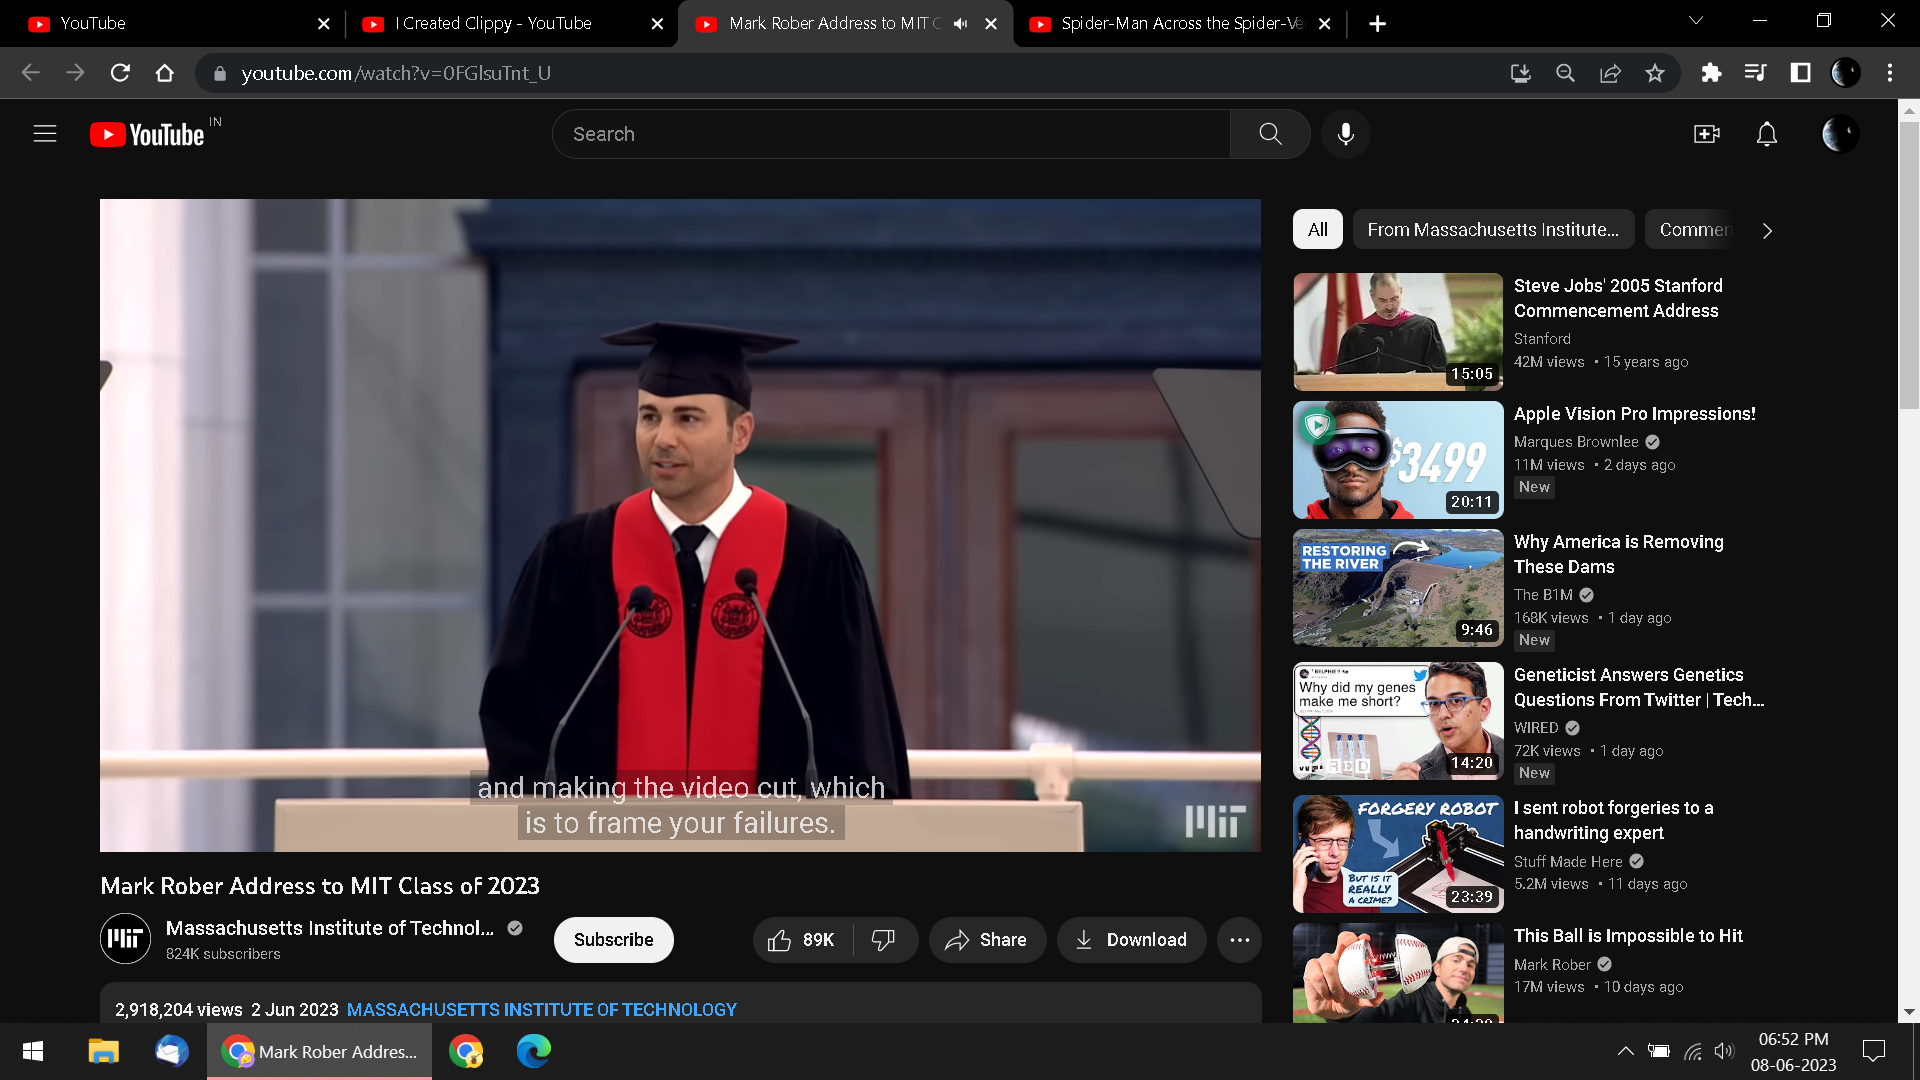 YouTube
I Created Clippy - YouTube
Mark Rober Address to MIT C
Spider-Man Across the Spider-Ve
youtube.com/watch?v=0FGlsuTnt_U
YouTube IN
Search
and making the video cut, which
is to frame your failures.
MIT
Mark Rober Address to MIT Class of 2023
MIT
Massachusetts Institute of Technol...
824K subscribers
Subscribe
89K
Share
Download
2,918,204 views 2 Jun 2023 MASSACHUSETTS INSTITUTE OF TECHNOLOGY
All
From Massachusetts Institute...
Commen
15:05
Steve Jobs' 2005 Stanford
Commencement Address
Stanford
42M views • 15 years ago
$3499
20:11
Apple Vision Pro Impressions!
Marques Brownlee
11M views • 2 days ago
New
RESTORING
THE RIVER
9:46
Why America is Removing
These Dams
The B1M
168K views • 1 day ago
New
Why did my genes
make me short?
WIRED
14:20
Geneticist Answers Genetics
Questions From Twitter | Tech...
WIRED
72K views • 1 day ago
New
FORGERY ROBOT
BUT IS IT
REALLY
A CRIME?
23:39
I sent robot forgeries to a
handwriting expert
Stuff Made Here
5.2M views • 11 days ago
This Ball is Impossible to Hit
Mark Rober
17M views • 10 days ago
Mark Rober Addres...
06:52 PM
08-06-2023